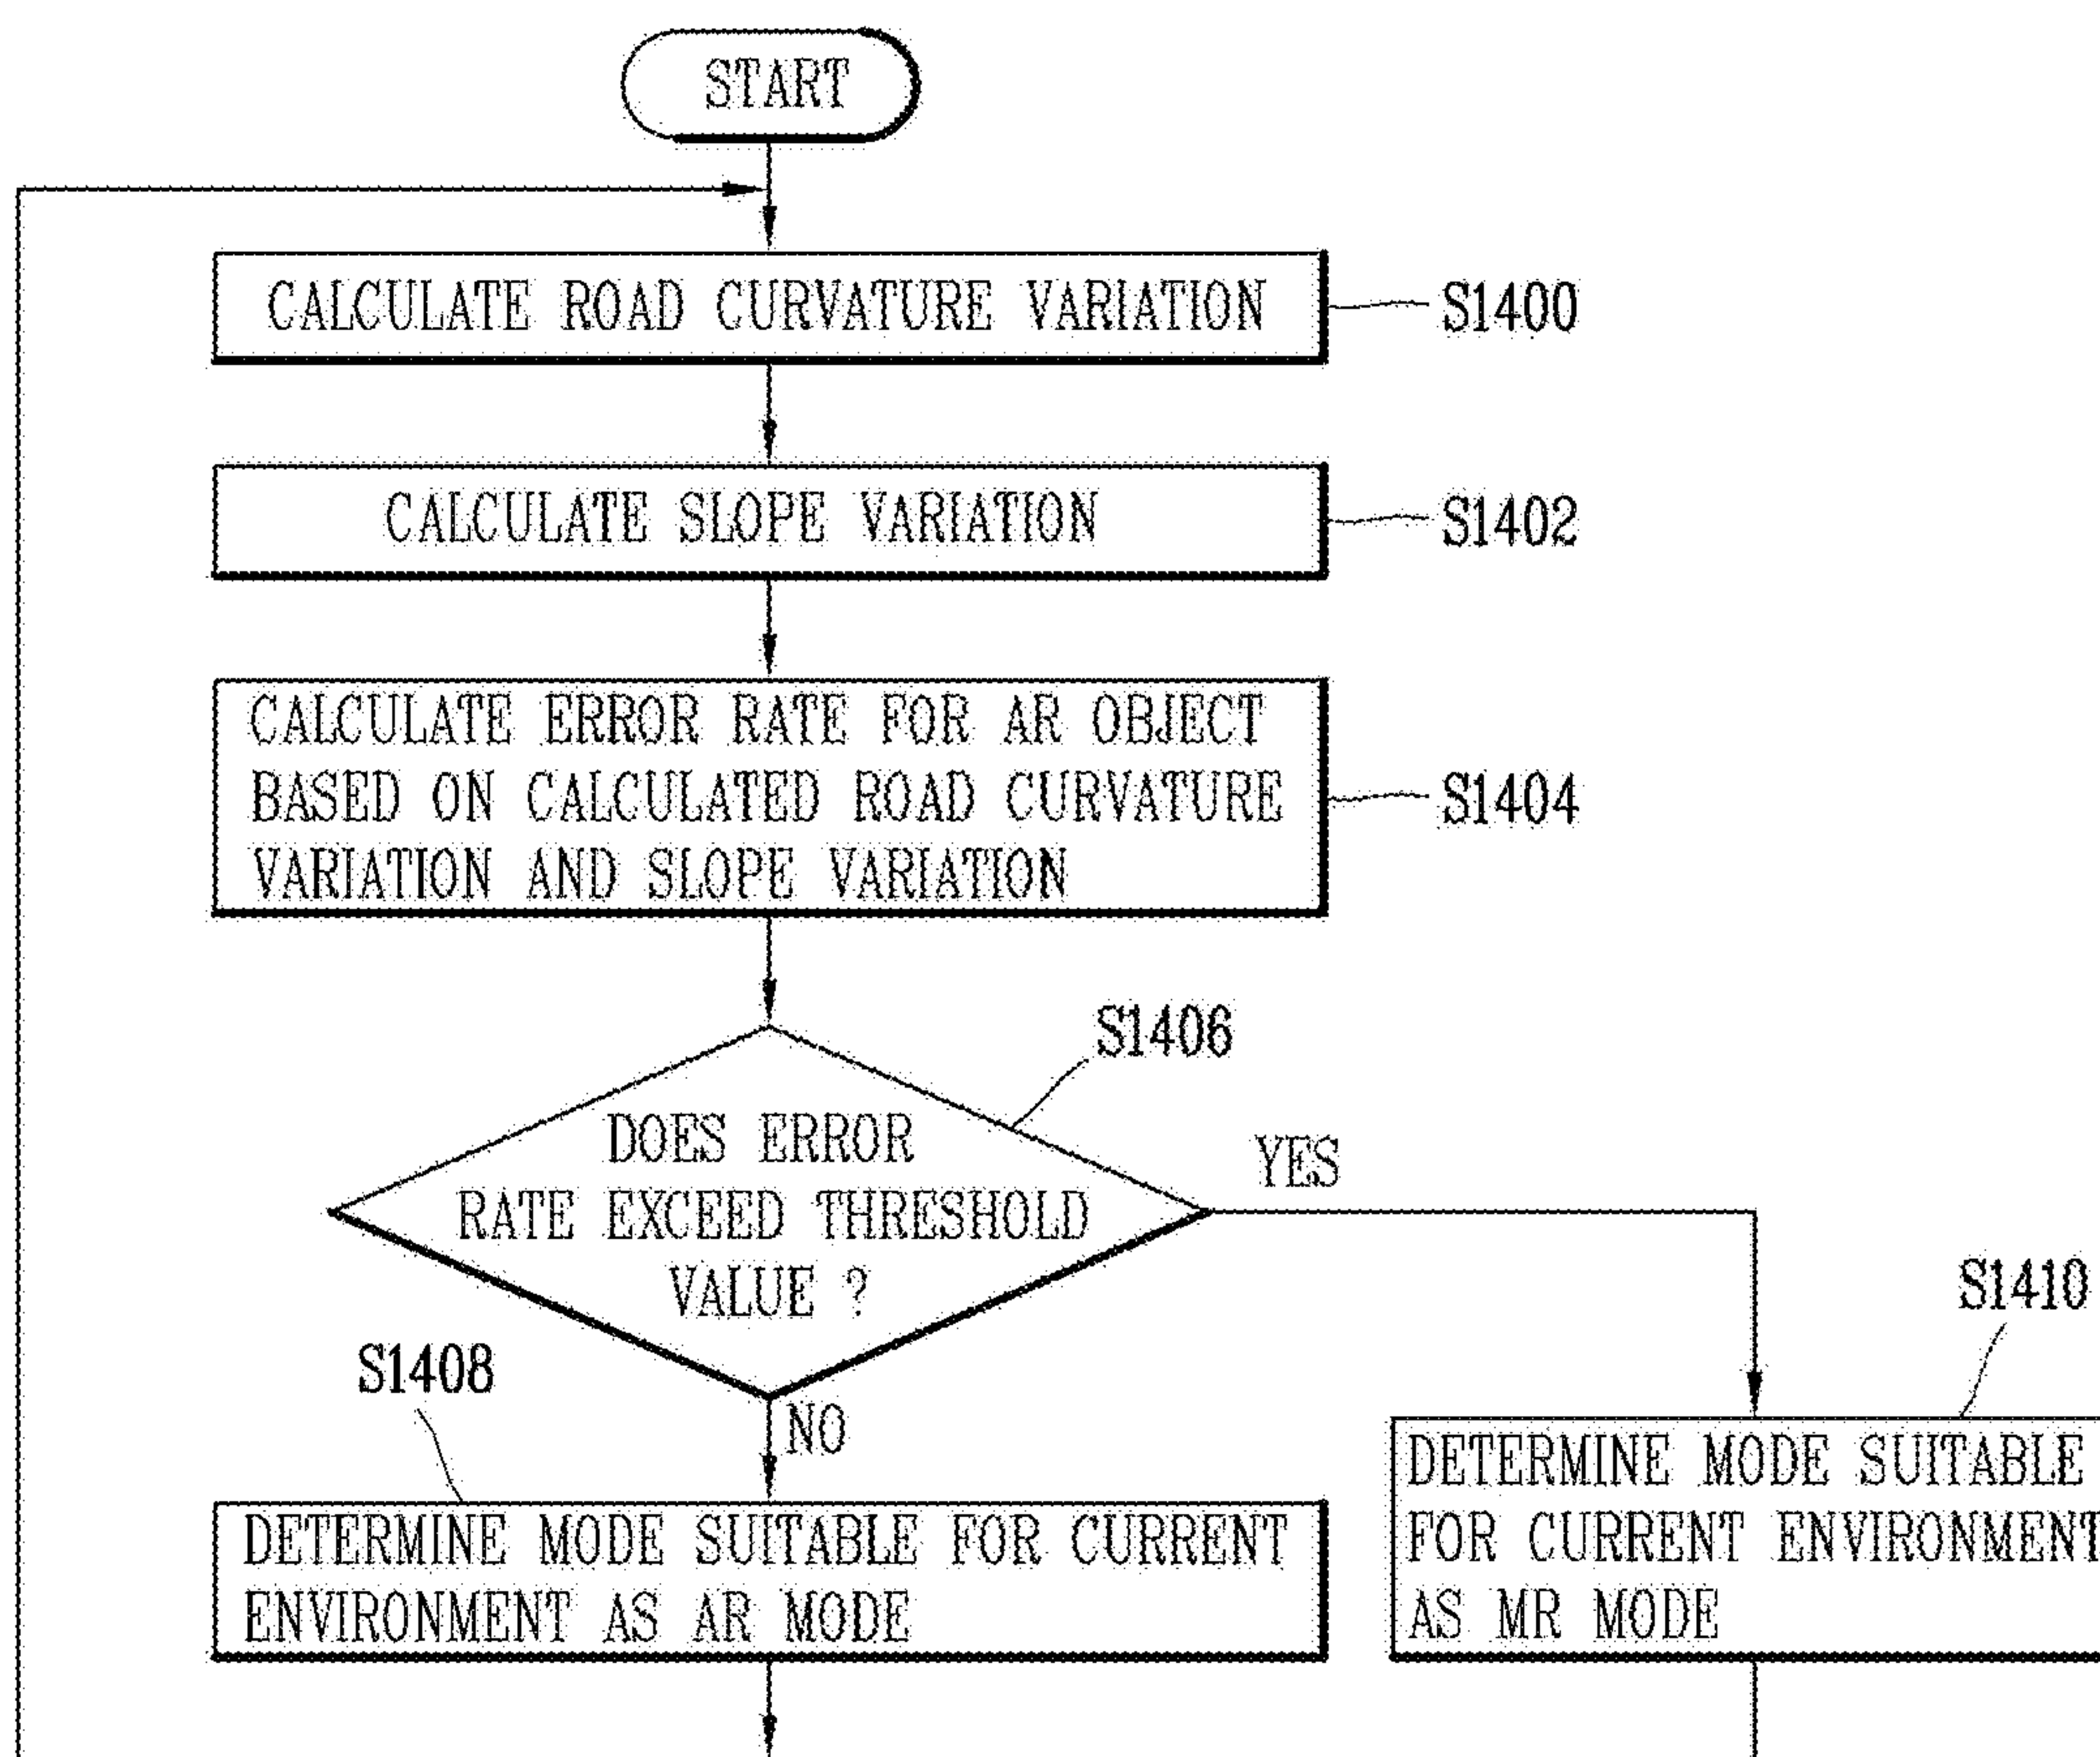 START
CALCULATE ROAD CURVATURE VARIATION
S1400
CALCULATE SLOPE VARIATION
S1402
CALCULATE ERROR RATE FOR AR OBJECT
BASED ON CALCULATED ROAD CURVATURE
VARIATION AND SLOPE VARIATION
S1404
S1406
DOES ERROR
RATE EXCEED THRESHOLD
VALUE ?
YES
NO
S1408
DETERMINE MODE SUITABLE FOR CURRENT
ENVIRONMENT AS AR MODE
S1410
DETERMINE MODE SUITABLE
FOR CURRENT ENVIRONMENT
AS MR MODE